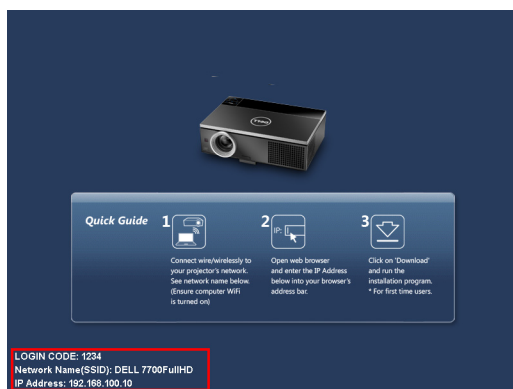 DELL
Quick Guide
1
Connect wire/wirelessly to
your projector's network.
See network name below.
(Ensure computer WiFi
is turned on)
2
IP:
Open web browser
and enter the IP Address
below into your browser's
address bar.
3
Click on 'Download'
and run the
installation program.
* For first time users.
LOGIN CODE: 1234
Network Name(SSID): DELL 7700FullHD
IP Address: 192.168.100.10